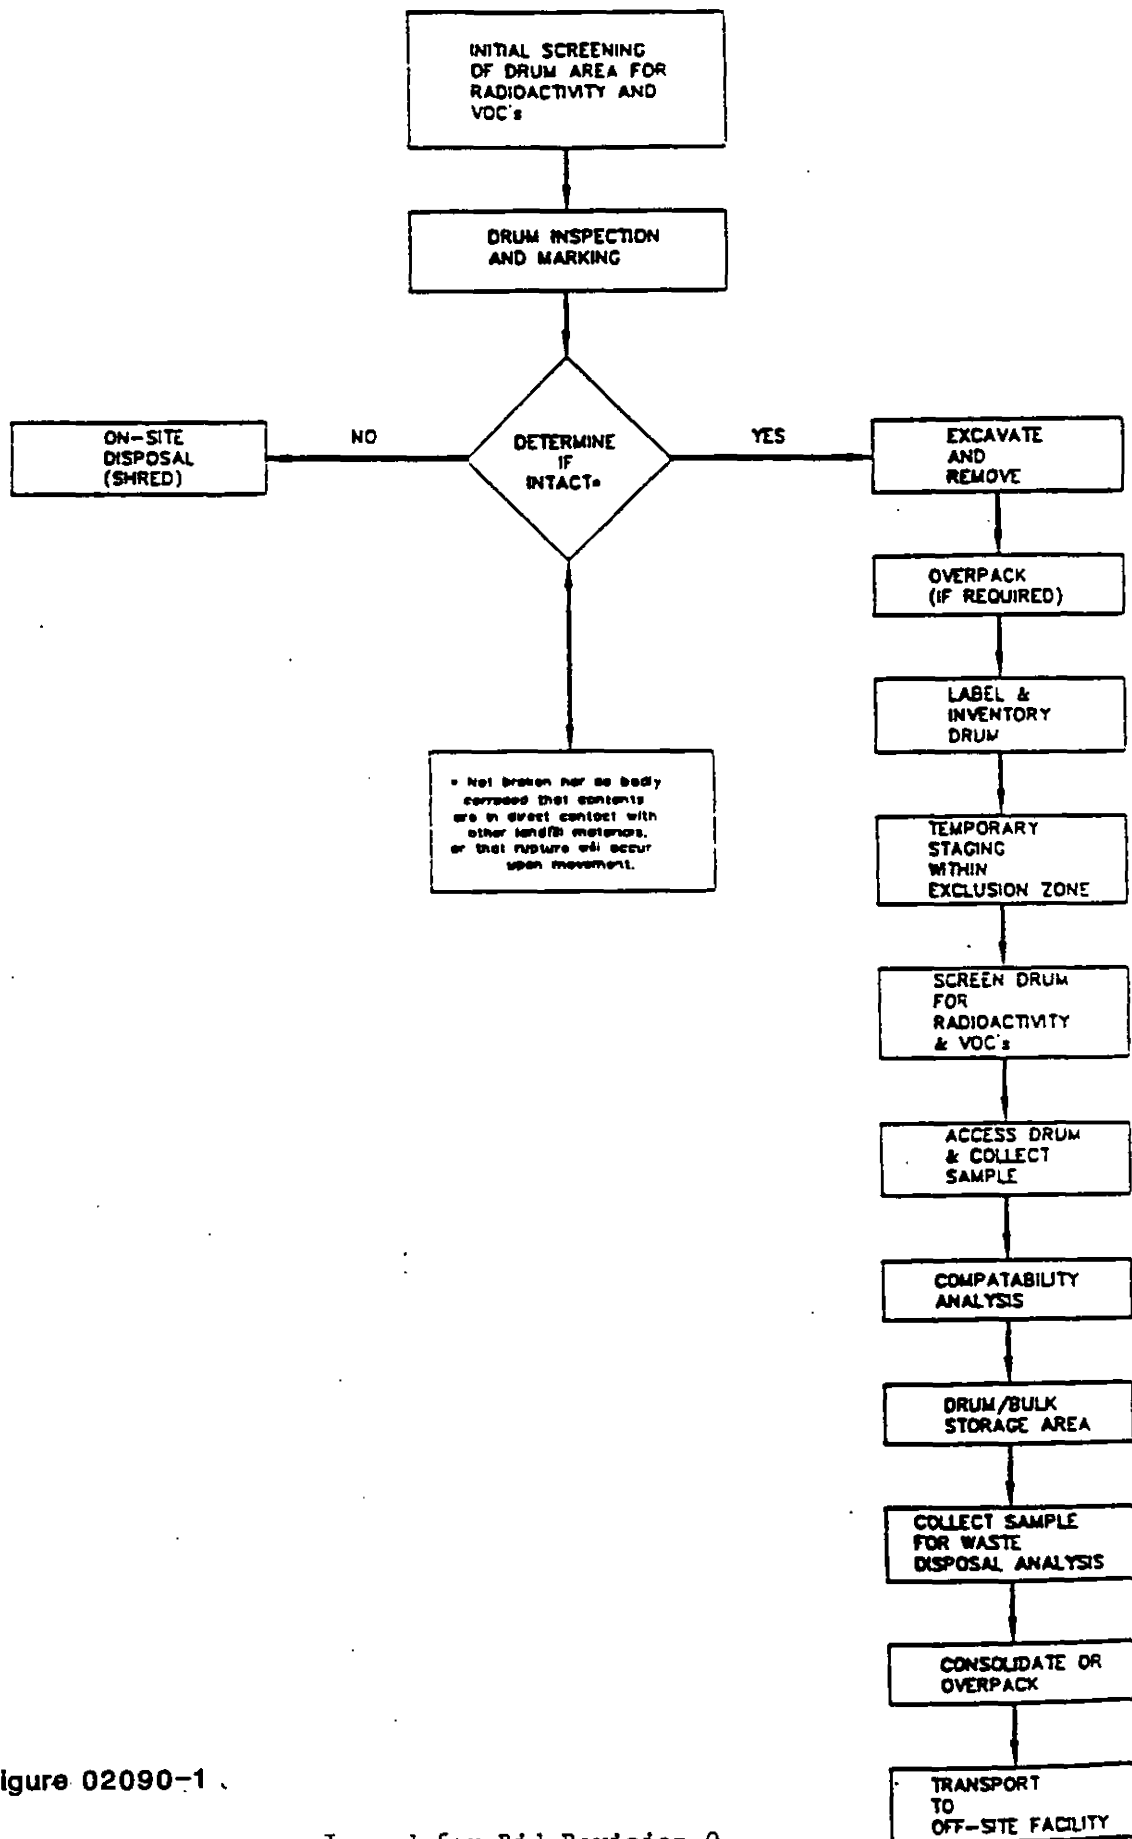 INITIAL SCREENING
OF DRUM AREA FOR
RADIOACTIVITY AND
VOC's
DRUM INSPECTION
AND MARKING
DETERMINE
IF
INTACT*
NO
YES
ON-SITE
DISPOSAL
(SHRED)
* Not broken nor so badly
corroded that contents
are in direct contact with
other landfill materials,
or that rupture will occur
upon movement.
EXCAVATE
AND
REMOVE
OVERPACK
(IF REQUIRED)
LABEL &
INVENTORY
DRUM
TEMPORARY
STAGING
WITHIN
EXCLUSION ZONE
SCREEN DRUM
FOR
RADIOACTIVITY
& VOC's
ACCESS DRUM
& COLLECT
SAMPLE
COMPATABILITY
ANALYSIS
DRUM/BULK
STORAGE AREA
COLLECT SAMPLE
FOR WASTE
DISPOSAL ANALYSIS
CONSOLIDATE OR
OVERPACK
TRANSPORT
TO
OFF-SITE FACILITY
igure 02090-1